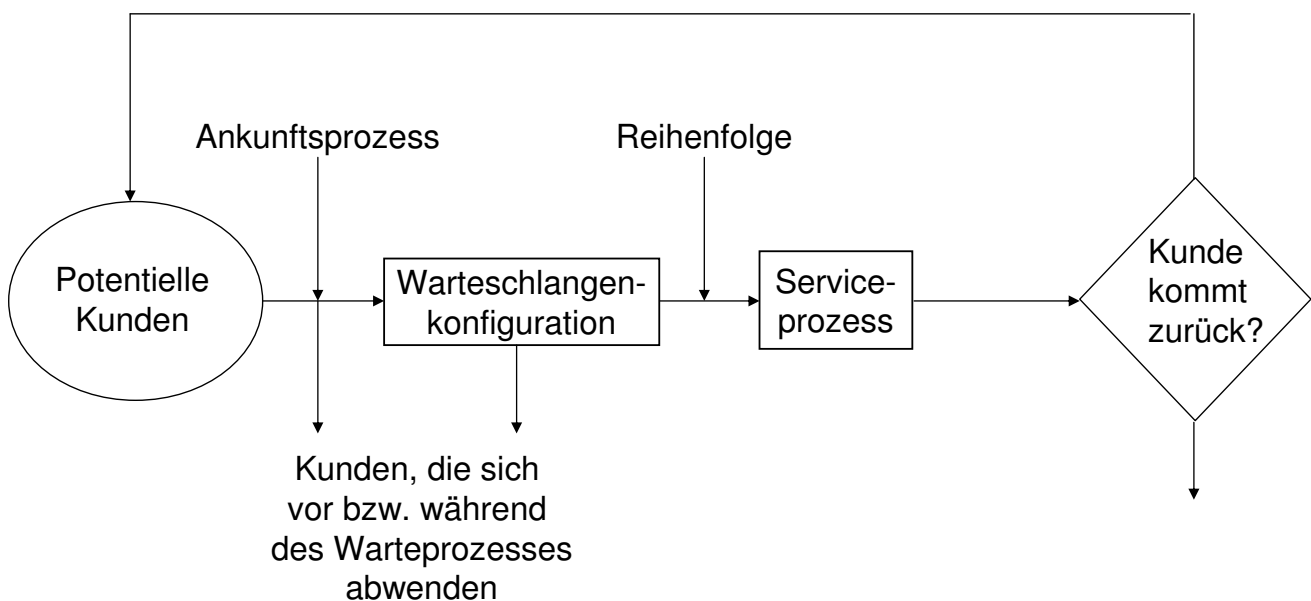 Ankunftsprozess
Reihenfolge
Potentielle
Kunden
Warteschlangen-
konfiguration
Service-
prozess
Kunde
kommt
zurück?
Kunden, die sich
vor bzw. während
des Warteprozesses
abwenden